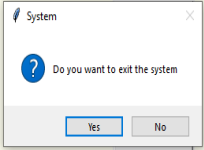 System
Do you want to exit the system
Yes
No